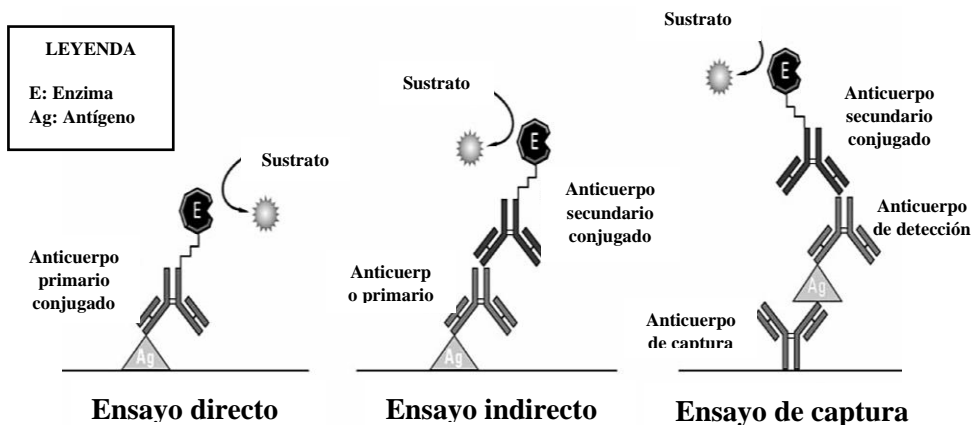 LEYENDA
E: Enzima
Ag: Antígeno
Sustrato
E
Anticuerpo
primario
conjugado
Ag
Ensayo directo
Sustrato
E
Anticuerpo
secundario
conjugado
Anticuerp
o primario
Ag
Ensayo indirecto
Sustrato
E
Anticuerpo
secundario
conjugado
Anticuerpo
de detección
Ag
Anticuerpo
de captura
Ensayo de captura